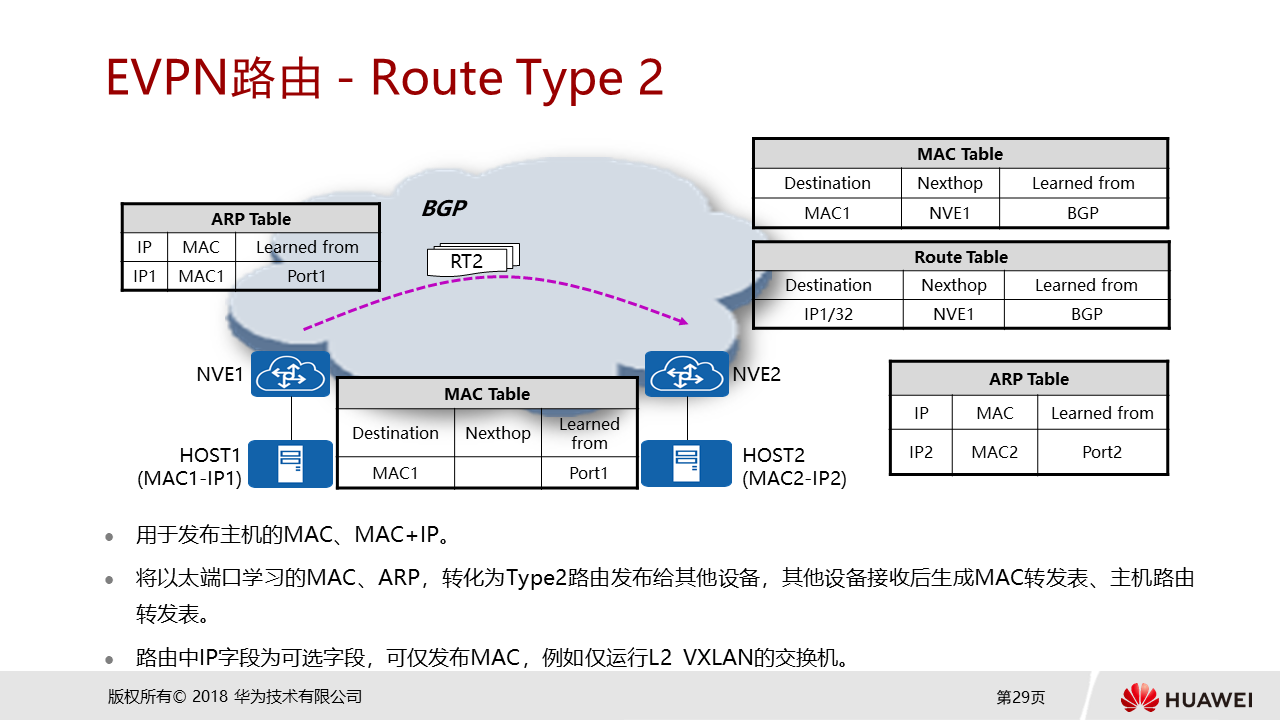 EVPN路由 - Route Type 2
MAC Table
Destination Nexthop Learned from
MAC1 NVE1 BGP
BGP
ARP Table
IP MAC Learned from
IP1 MAC1 Port1
RT2
Route Table
Destination Nexthop Learned from
IP1/32 NVE1 BGP
NVE1
NVE2
ARP Table
IP MAC Learned from
IP2 MAC2 Port2
MAC Table
Destination Nexthop Learned
from
MAC1 Port1
HOST1
(MAC1-IP1)
HOST2
(MAC2-IP2)
用于发布主机的MAC、MAC+IP。
将以太端口学习的MAC、ARP，转化为Type2路由发布给其他设备，其他设备接收后生成MAC转发表、主机路由
转发表。
路由中IP字段为可选字段，可仅发布MAC，例如仅运行L2 VXLAN的交换机。
版权所有© 2018 华为技术有限公司
第29页
HUAWEI